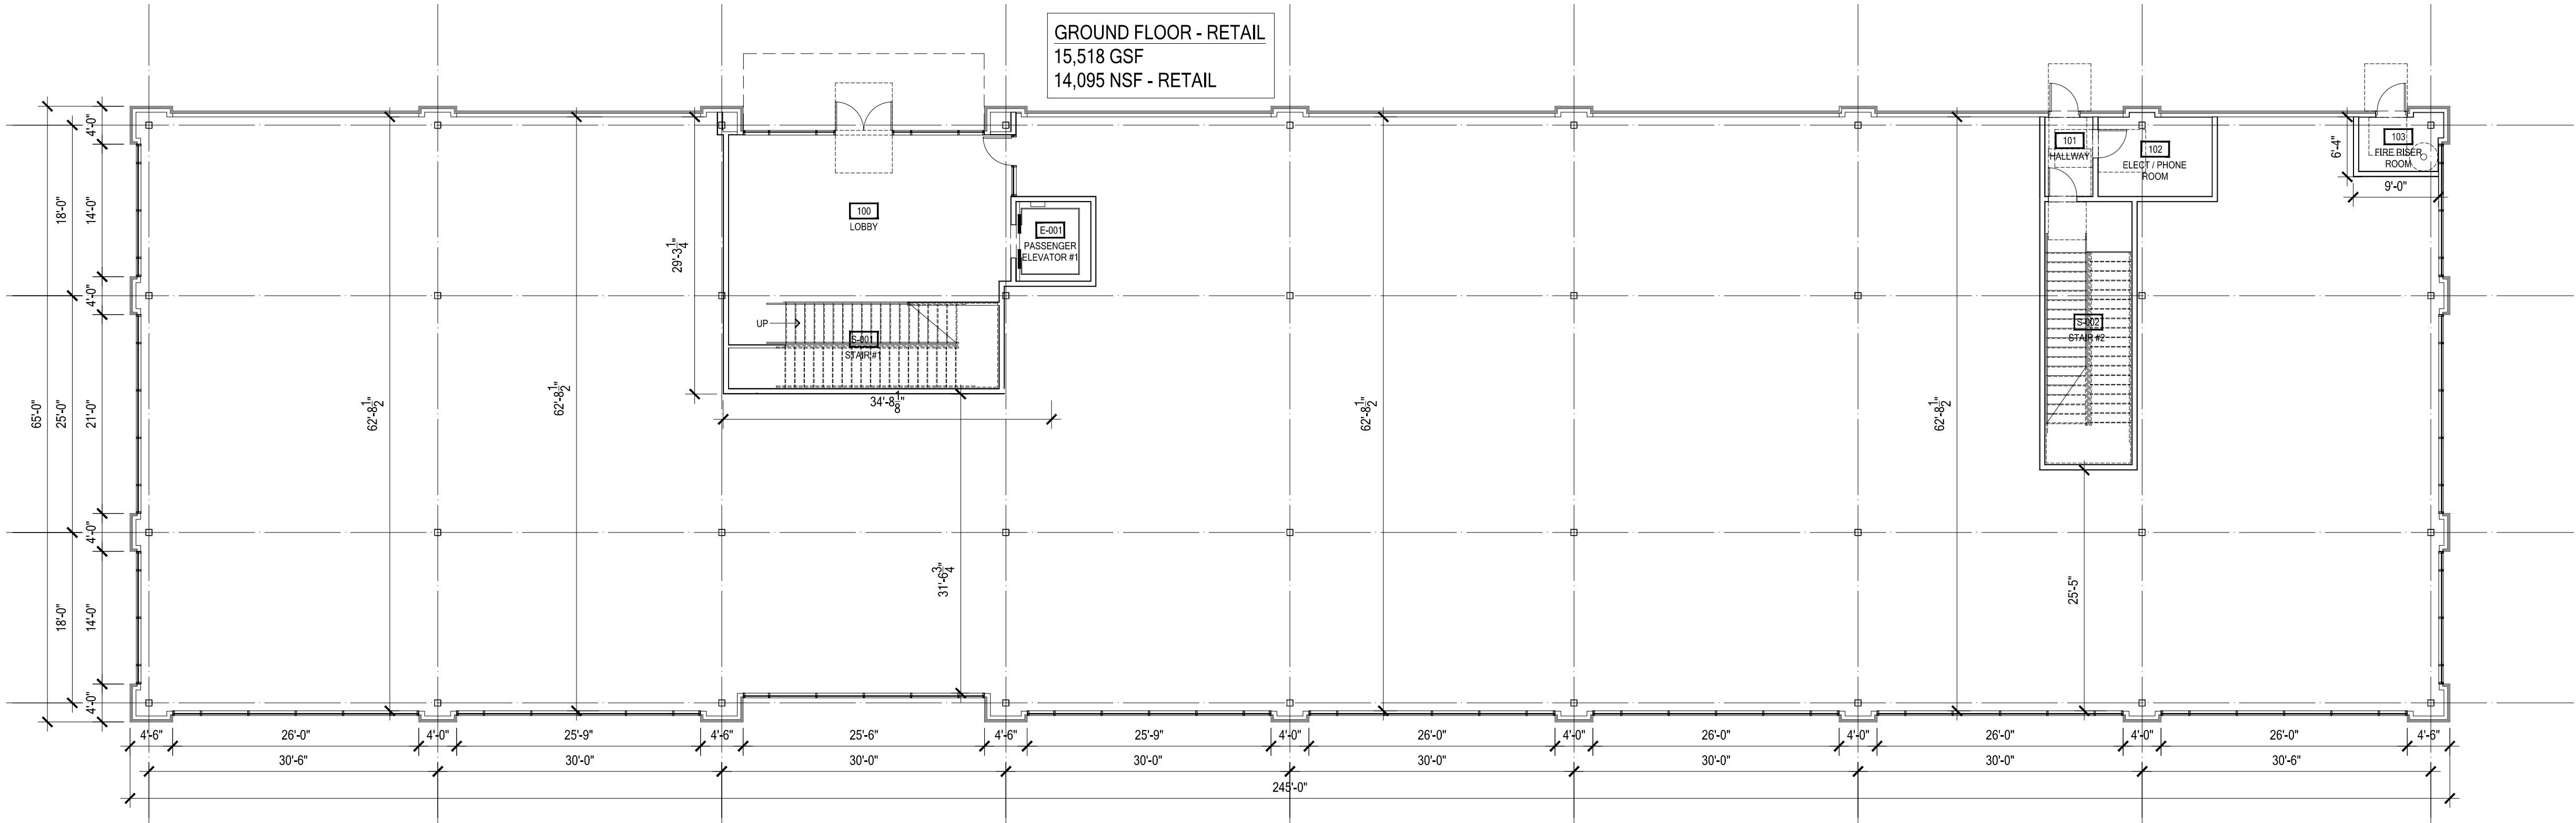 GROUND FLOOR - RETAIL
15,518 GSF
14,095 NSF - RETAIL
4'-0"
18'-0"
14'-0"
4'-0"
65'-0"
25'-0"
21'-0"
4'-0"
18'-0"
14'-0"
4'-0"
62'-8 1/2"
62'-8 1/2"
29'-3 1/4"
100
LOBBY
E-001
PASSENGER
ELEVATOR #1
UP
S-001
STAIR#1
34'-8 1/8"
31'-6 3/4"
62'-8 1/2"
62'-8 1/2"
101
HALLWAY
102
ELECT / PHONE
ROOM
S-002
STAIR #2
25'-5"
6'-4"
103
FIRE RISER
ROOM
9'-0"
4'-6" 26'-0" 4'-0" 25'-9" 4'-6" 25'-6" 4'-6" 25'-9" 4'-0" 26'-0" 4'-0" 26'-0" 4'-0" 26'-0" 4'-0" 26'-0" 4'-6"
30'-6" 30'-0" 30'-0" 30'-0" 30'-0" 30'-0" 30'-0" 30'-6"
245'-0"